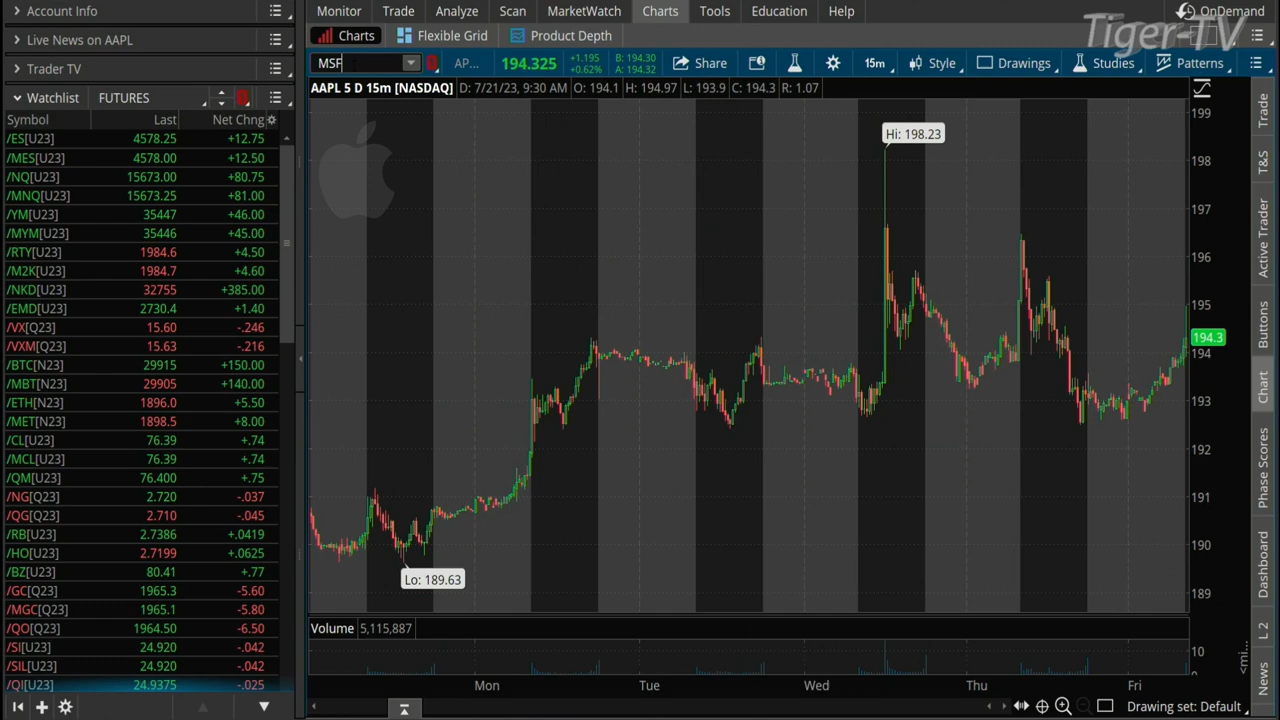 Account Info
Live News on AAPL
Trader TV
Watchlist FUTURES
Symbol Last Net Chng
/ES[U23] 4578.25 +12.75
/MES[U23] 4578.00 +12.50
/NQ[U23] 15673.00 +80.75
/MNQ[U23] 15673.25 +81.00
/YM[U23] 35447 +46.00
/MYM[U23] 35447 +45.00
/RTY[U23] 1984.6 +4.50
/M2K[U23] 1984.7 +4.60
/NKD[U23] 32755 +385.00
/EMD[U23] 2730.4 +1.40
/VX[Q23] 15.60 -.246
/VXM[Q23] 15.63 -.216
/BTC[N23] 29915 +150.00
/MBT[N23] 29905 +140.00
/ETH[N23] 1896.0 +5.50
/MET[N23] 1898.5 +8.00
/CL[U23] 76.39 +.74
/MCL[U23] 76.39 +.74
/QM[U23] 76.400 +.75
/NG[Q23] 2.720 -.037
/QG[Q23] 2.710 -.045
/RB[U23] 2.7386 +.0419
/HO[U23] 2.7199 +.0625
/BZ[U23] 80.41 +.77
/GC[Q23] 1965.3 -5.60
/MGC[Q23] 1965.1 -5.80
/QO[Q23] 1964.50 -6.50
/SI[U23] 24.920 -.042
/SIL[U23] 24.920 -.042
/QI[U23] 24.9375 -.025
Monitor Trade Analyze Scan MarketWatch Charts Tools Education Help OnDemand
Tiger-TV
Charts Flexible Grid Product Depth
MSF AP... 194.325 +1.195 +0.62% B: 194.30 A: 194.32 Share 15m Style Drawings Studies Patterns
AAPL 5 D 15m [NASDAQ] D: 7/21/23, 9:30 AM O: 194.1 H: 194.97 L: 193.9 C: 194.3 R: 1.07
Hi: 198.23
Lo: 189.63
199
198
197
196
195
194.3
194
193
192
191
190
189
Volume 5,115,887
10
0
<mi...
Mon Tue Wed Thu Fri
Drawing set: Default
Trade
T&S
Active Trader
Buttons
Chart
Phase Scores
Dashboard
L 2
News